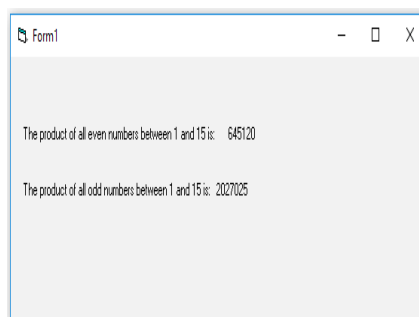 Form1
The product of all even numbers between 1 and 15 is: 645120
The product of all odd numbers between 1 and 15 is: 2027025